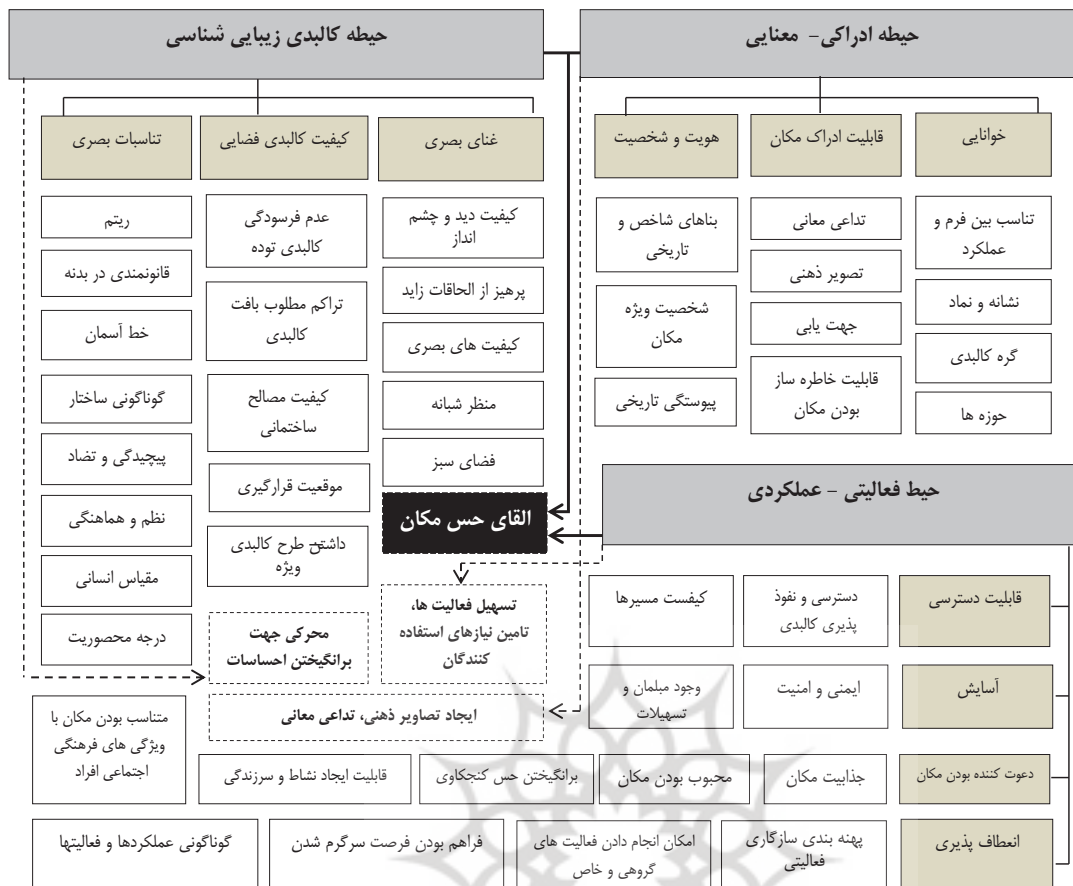 حیطه ادراکی- معنایی
خوانایی
قابلیت ادراک مکان
هویت و شخصیت
تناسب بین فرم و
عملکرد
نشانه و نماد
گره کالبدی
حوزه ها
تداعی معانی
تصویر ذهنی
جهت یابی
قابلیت خاطره ساز
بودن مکان
بناهای شاخص و
تاریخی
شخصیت ویژه
مکان
پیوستگی تاریخی
حیطه کالبدی زیبایی شناسی
غنای بصری
کیفیت کالبدی فضایی
تناسبات بصری
کیفیت دید و چشم
انداز
پرهیز از الحاقات زاید
کیفیت های بصری
منظر شبانه
فضای سبز
عدم فرسودگی
کالبدی توده
تراکم مطلوب بافت
کالبدی
کیفیت مصالح
ساختمانی
موقعیت قرارگیری
داشتن طرح کالبدی
ویژه
ریتم
قانونمندی در بدنه
خط آسمان
گوناگونی ساختار
پیچیدگی و تضاد
نظم و هماهنگی
مقیاس انسانی
درجه محصوریت
القای حس مکان
حیط فعالیتی - عملکردی
تسهیل فعالیت ها،
تامین نیازهای استفاده
کنندگان
محرکی جهت
برانگیختن احساسات
ایجاد تصاویر ذهنی، تداعی معانی
قابلیت دسترسی
دسترسی و نفوذ
پذیری کالبدی
کیفست مسیرها
آسایش
ایمنی و امنیت
وجود مبلمان و
تسهیلات
دعوت کننده بودن مکان
جذابیت مکان
محبوب بودن مکان
برانگیختن حس کنجکاوی
قابلیت ایجاد نشاط و سرزندگی
متناسب بودن مکان با
ویژگی های فرهنگی
اجتماعی افراد
انعطاف پذیری
پهنه بندی سازگاری
فعالیتی
امکان انجام دادن فعالیت های
گروهی و خاص
فراهم بودن فرصت سرگرم شدن
گوناگونی عملکردها و فعالیتها